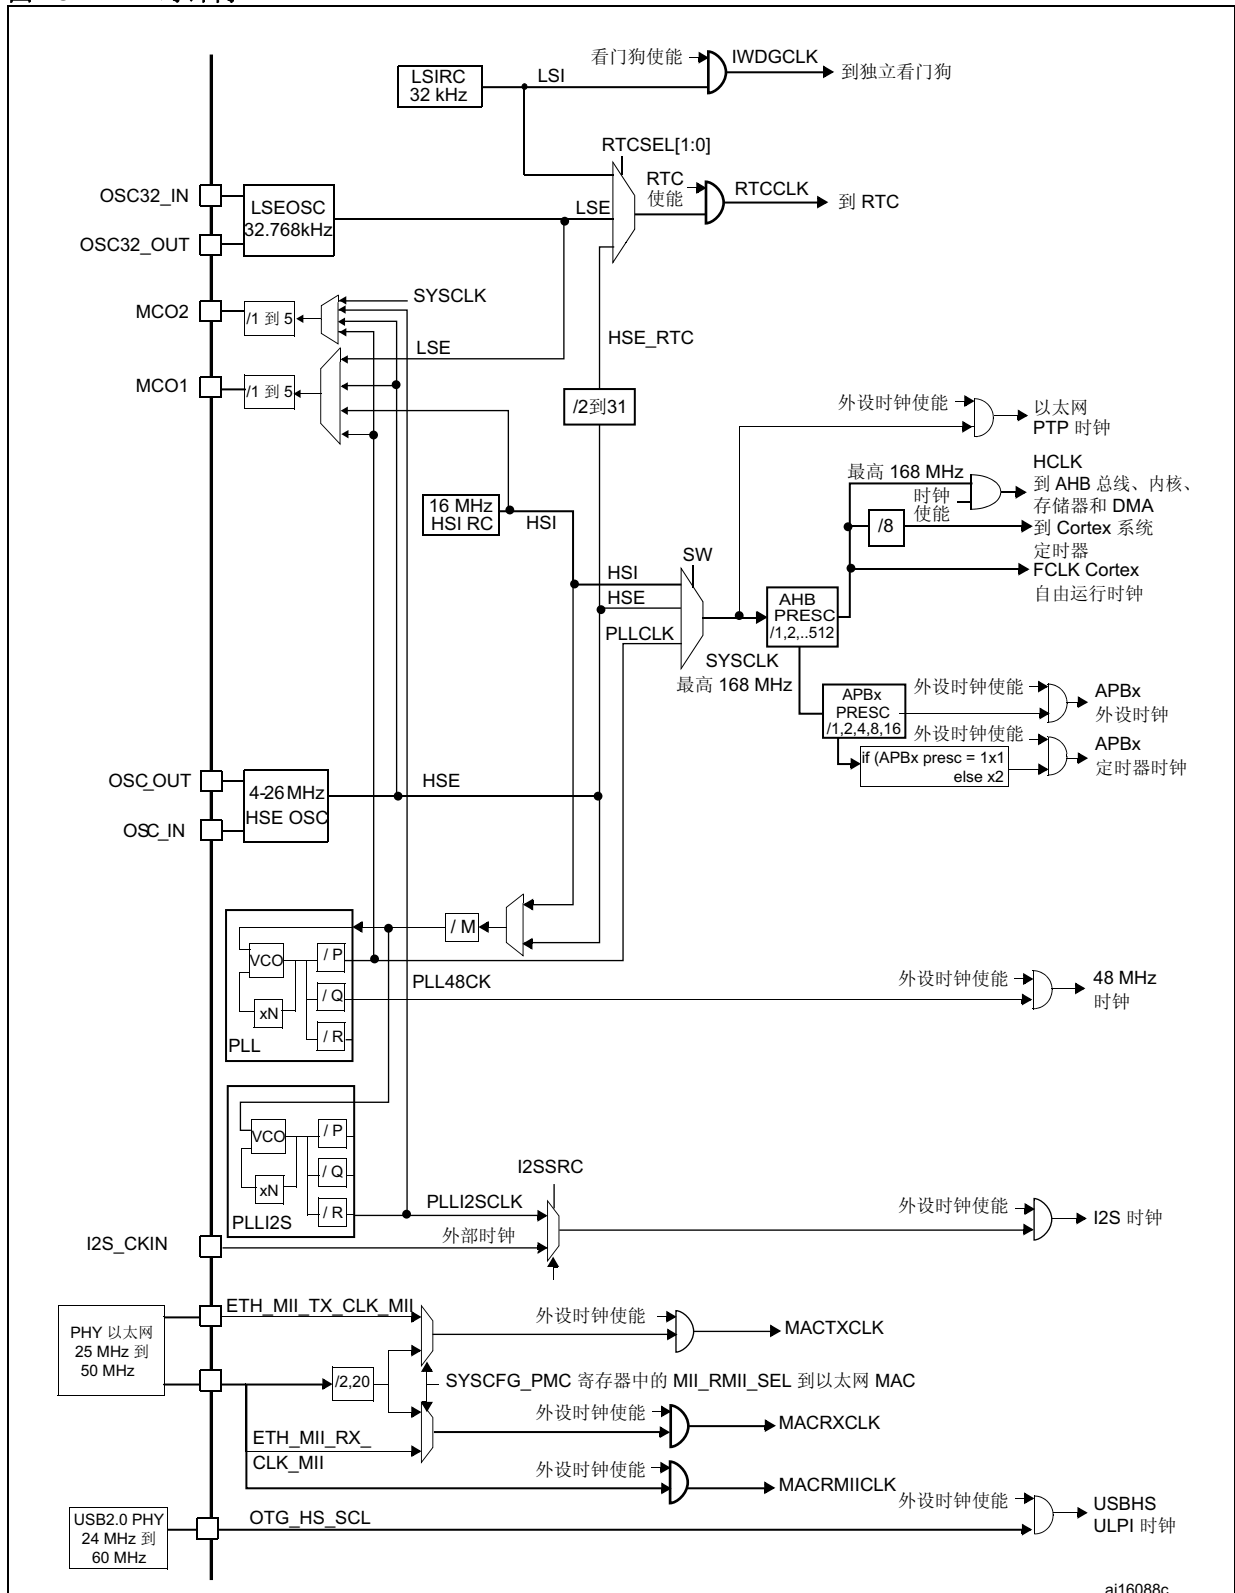 看门狗使能
IWDGCLK
到独立看门狗
LSIRC
32 kHz
LSI
RTCSEL[1:0]
OSC32_IN
OSC32_OUT
LSEOSC
32.768kHz
LSE
RTC
使能
RTCCLK
到 RTC
MCO2
/1 到 5
SYSCLK
LSE
HSE_RTC
MCO1
/1 到 5
/2到31
外设时钟使能
以太网
PTP 时钟
16 MHz
HSI RC
HSI
最高 168 MHz
时钟
使能
HCLK
到 AHB 总线、内核、
存储器和 DMA
/8
到 Cortex 系统
定时器
FCLK Cortex
自由运行时钟
SW
HSI
HSE
PLLCLK
SYSCLK
最高 168 MHz
AHB
PRESC
/1,2,..512
APBx
PRESC
/1,2,4,8,16
外设时钟使能
APBx
外设时钟
外设时钟使能
APBx
定时器时钟
if (APBx presc = 1x1
else x2
OSC_OUT
OSC_IN
4-26 MHz
HSE OSC
HSE
/ M
VCO
xN
/ P
/ Q
/ R
PLL
PLL48CK
外设时钟使能
48 MHz
时钟
VCO
xN
/ P
/ Q
/ R
PLLI2S
I2SSRC
PLLI2SCLK
外设时钟使能
I2S 时钟
I2S_CKIN
外部时钟
PHY 以太网
25 MHz 到
50 MHz
ETH_MII_TX_CLK_MII
外设时钟使能
MACTXCLK
/2,20
SYSCFG_PMC 寄存器中的 MII_RMII_SEL 到以太网 MAC
外设时钟使能
MACRXCLK
ETH_MII_RX_
CLK_MII
外设时钟使能
MACRMIICLK
USB2.0 PHY
24 MHz 到
60 MHz
OTG_HS_SCL
外设时钟使能
USBHS
ULPI 时钟
ai16088c